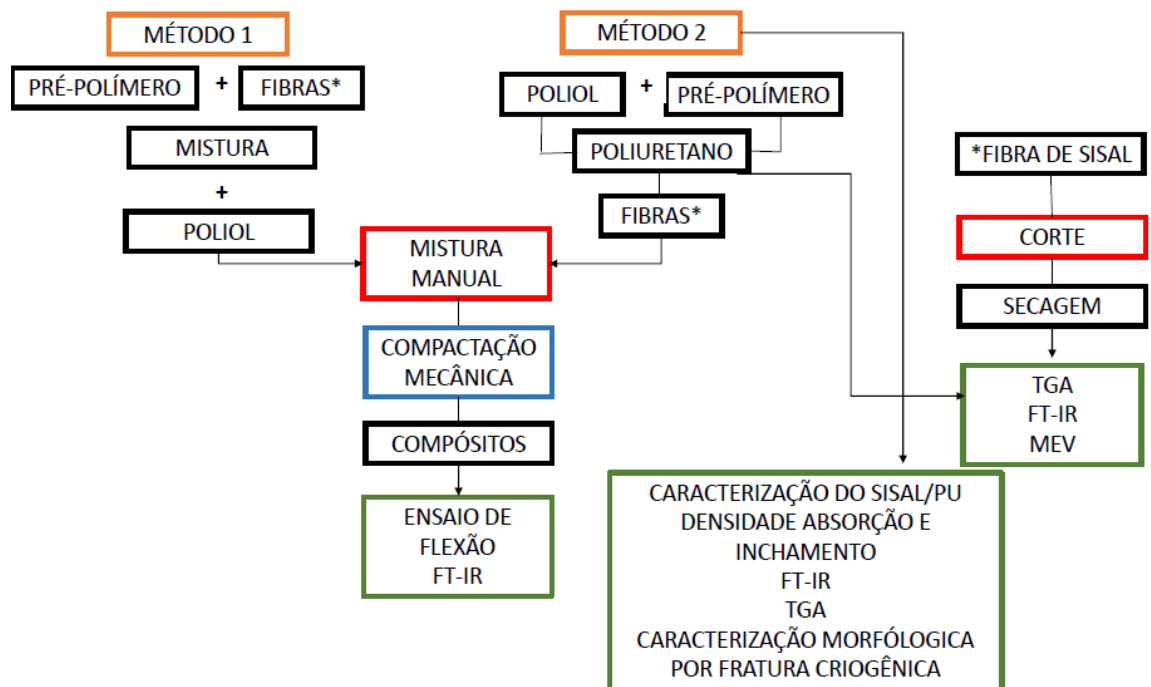 MÉTODO 1
PRÉ-POLÍMERO + FIBRAS*
MISTURA
+
POLIOL
MÉTODO 2
POLIOL + PRÉ-POLÍMERO
POLIURETANO
FIBRAS*
MISTURA
MANUAL
COMPACTAÇÃO
MECÂNICA
COMPÓSITOS
ENSAIO DE
FLEXÃO
FT-IR
*FIBRA DE SISAL
CORTE
SECAGEM
TGA
FT-IR
MEV
CARACTERIZAÇÃO DO SISAL/PU
DENSIDADE ABSORÇÃO E
INCHAMENTO
FT-IR
TGA
CARACTERIZAÇÃO MORFÓLOGICA
POR FRATURA CRIOGÊNICA